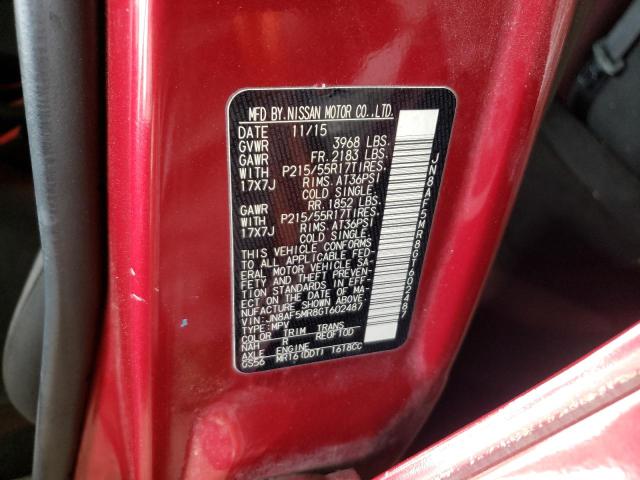 MFD BY. NISSAN MOTOR CO., LTD.
DATE 11/15
GVWR 3968 LBS.
GAWR FR. 2183 LBS.
WITH P215/55R17TIRES.
17X7J RIMS. AT36PSI
COLD SINGLE.
GAWR RR. 1852 LBS.
WITH P215/55R17TIRES.
17X7J RIMS. AT36PSI
COLD SINGLE.
THIS VEHICLE CONFORMS
TO ALL APPLICABLE FED-
ERAL MOTOR VEHICLE SA-
FETY AND THEFT PREVEN-
TION STANDARDS IN EFF-
ECT ON THE DATE OF MA-
NUFACTURE SHOWN ABOVE.
VIN: JN8AF5MR8GT602487
TYPE: MPV
COLOR TRIM TRANS
NAH R RE0F10D
AXLE ENGINE
GS56 MR16(DDT) 1618CC
JN8AF5MR8GT602487